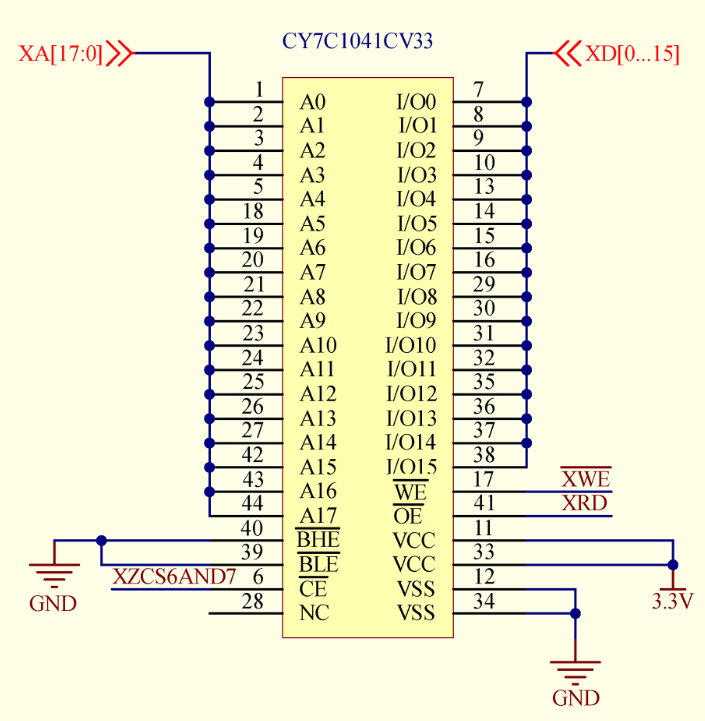 CY7C1041CV33
XA[17:0] XD[0...15]
1 A0 I/O0 7
2 A1 I/O1 8
3 A2 I/O2 9
4 A3 I/O3 10
5 A4 I/O4 13
18 A5 I/O5 14
19 A6 I/O6 15
20 A7 I/O7 16
21 A8 I/O8 29
22 A9 I/O9 30
23 A10 I/O10 31
24 A11 I/O11 32
25 A12 I/O12 35
26 A13 I/O13 36
27 A14 I/O14 37
42 A15 I/O15 38
43 A16 WE 17 XWE
44 A17 OE 41 XRD
40 BHE VCC 11
39 BLE VCC 33
XZCS6AND7 6 CE VSS 12
28 NC VSS 34
GND
3.3V
GND